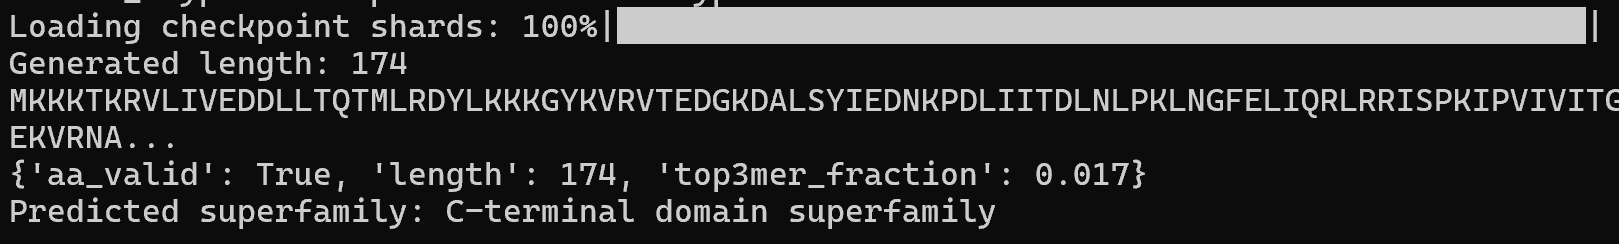 Loading checkpoint shards: 100%|
Generated length: 174
MKKKTKRVLIVEDDLLTQTMLRDYLKKKGYKVRVTEDGKDALSYIEDNKPDLIITDLNLPKLNGFELIQRLRRISPKIPVIVITG
EKVRNA...
{'aa_valid': True, 'length': 174, 'top3mer_fraction': 0.017}
Predicted superfamily: C-terminal domain superfamily